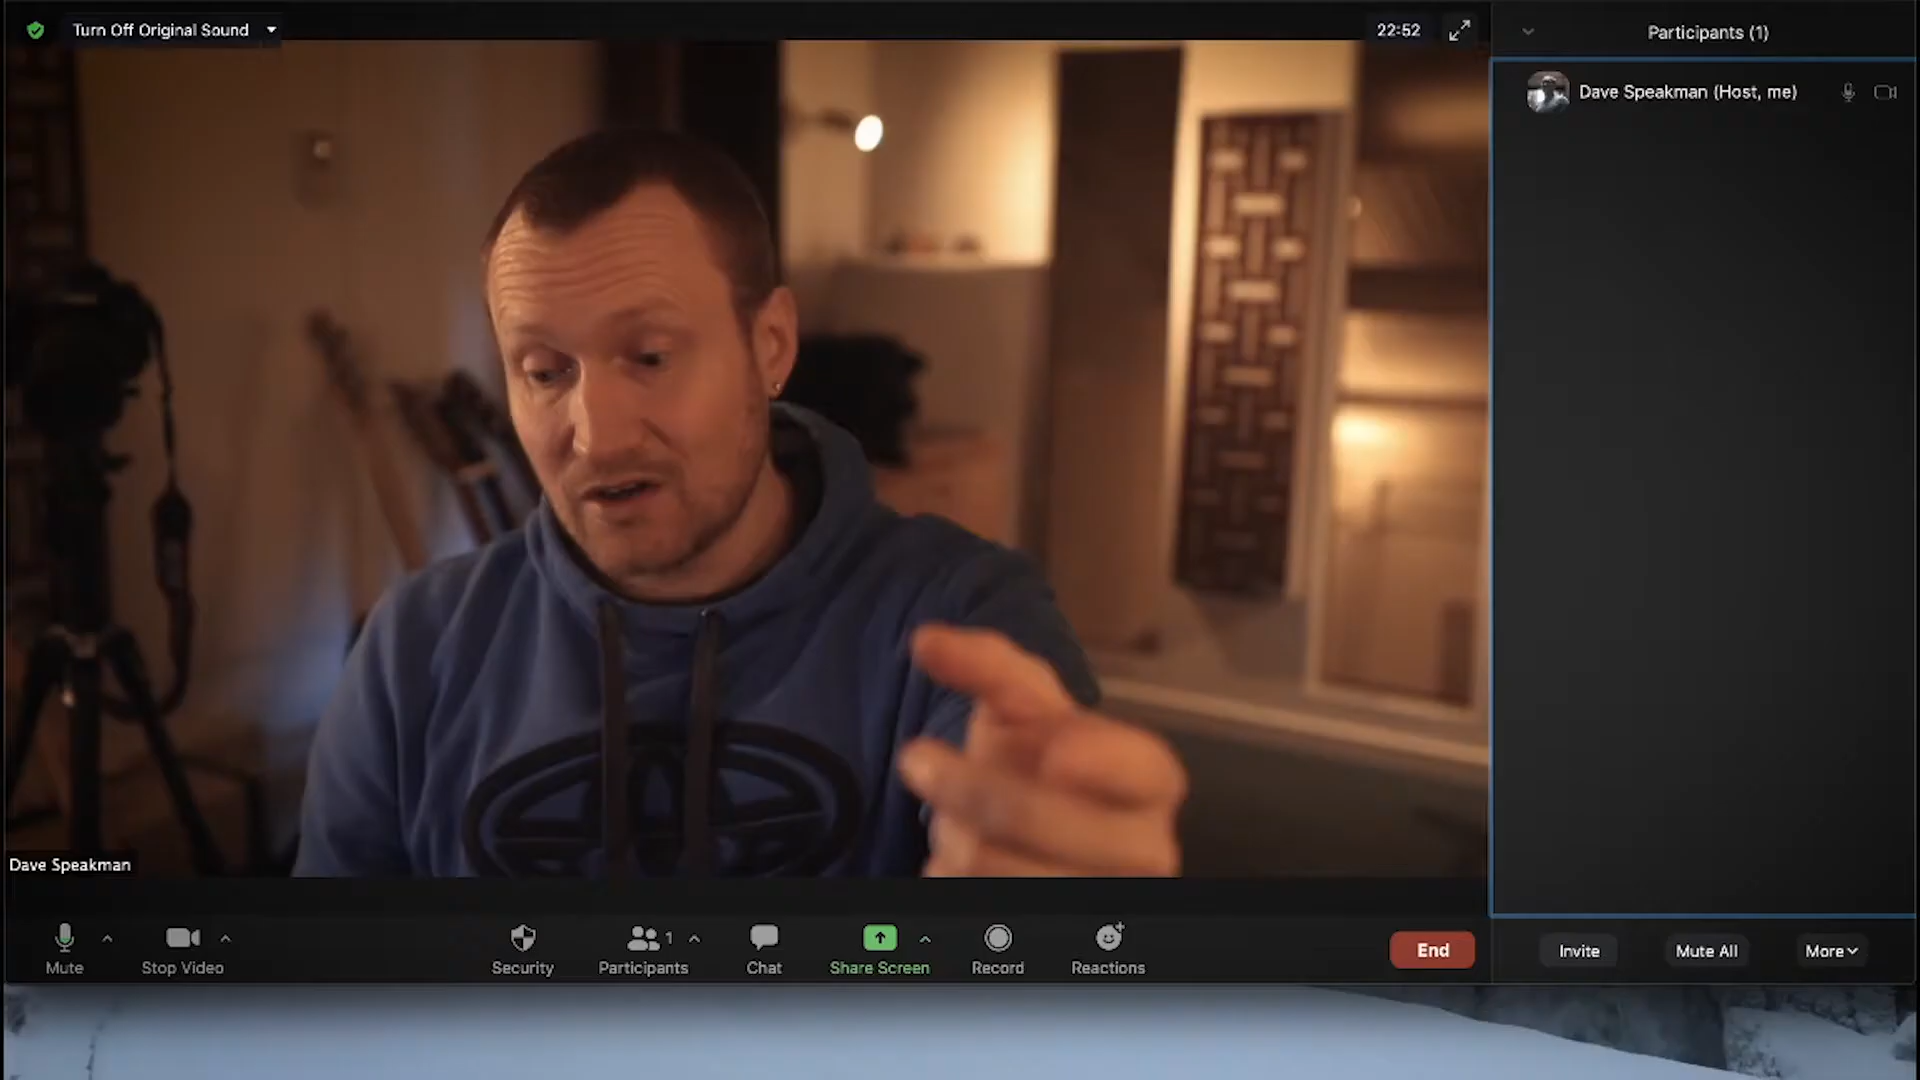 Turn Off Original Sound
22:52
Participants (1)
Dave Speakman (Host, me)
Dave Speakman
Mute
Stop Video
Security
Participants
1
Chat
Share Screen
Record
Reactions
End
Invite
Mute All
More